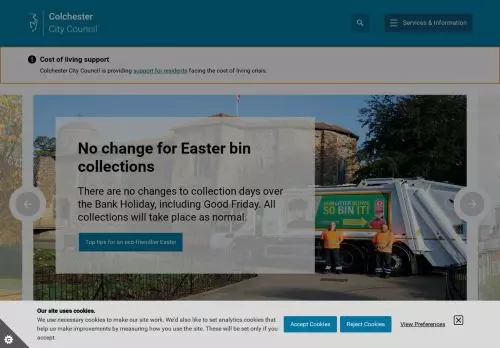 Colchester
City Council
Services & Information
Cost of living support
Colchester City Council is providing support for residents facing the cost of living crisis.
No change for Easter bin
collections
There are no changes to collection days over
the Bank Holiday, including Good Friday. All
collections will take place as normal.
Top tips for an eco-friendlier Easter
SO BIN IT!
Our site uses cookies.
We use necessary cookies to make our site work. We'd also like to set analytics cookies that
help us make improvements by measuring how you use the site. These will be set only if you
accept.
Accept Cookies
Reject Cookies
View Preferences